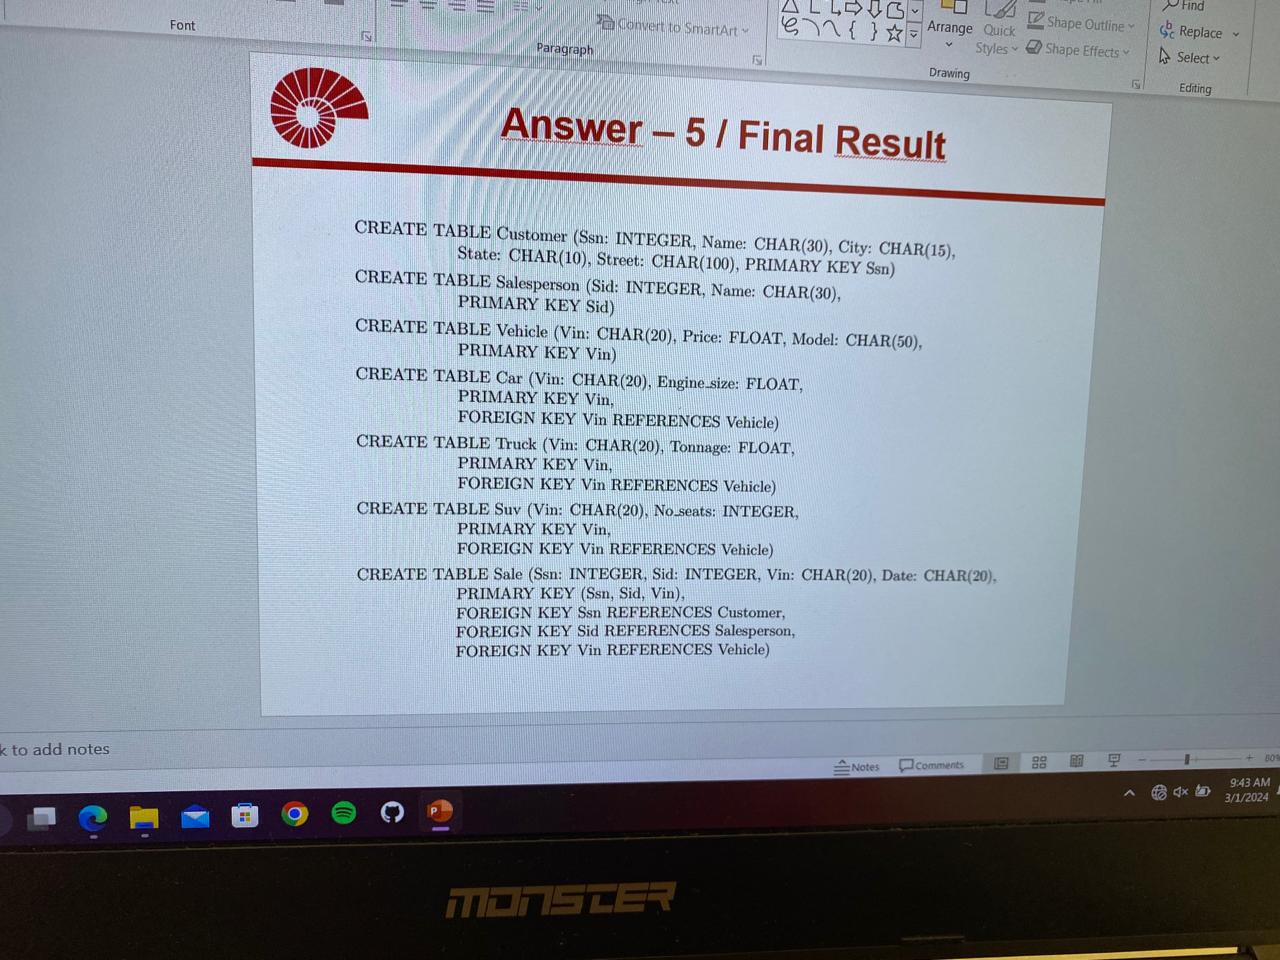 Font
Convert to SmartArt
Paragraph
Arrange
Quick
Styles
Shape Outline
Shape Effects
Drawing
Find
Replace
Select
Editing
Answer – 5 / Final Result
CREATE TABLE Customer (Ssn: INTEGER, Name: CHAR(30), City: CHAR(15),
State: CHAR(10), Street: CHAR(100), PRIMARY KEY Ssn)
CREATE TABLE Salesperson (Sid: INTEGER, Name: CHAR(30),
PRIMARY KEY Sid)
CREATE TABLE Vehicle (Vin: CHAR(20), Price: FLOAT, Model: CHAR(50),
PRIMARY KEY Vin)
CREATE TABLE Car (Vin: CHAR(20), Engine_size: FLOAT,
PRIMARY KEY Vin,
FOREIGN KEY Vin REFERENCES Vehicle)
CREATE TABLE Truck (Vin: CHAR(20), Tonnage: FLOAT,
PRIMARY KEY Vin,
FOREIGN KEY Vin REFERENCES Vehicle)
CREATE TABLE Suv (Vin: CHAR(20), No_seats: INTEGER,
PRIMARY KEY Vin,
FOREIGN KEY Vin REFERENCES Vehicle)
CREATE TABLE Sale (Ssn: INTEGER, Sid: INTEGER, Vin: CHAR(20), Date: CHAR(20),
PRIMARY KEY (Ssn, Sid, Vin),
FOREIGN KEY Ssn REFERENCES Customer,
FOREIGN KEY Sid REFERENCES Salesperson,
FOREIGN KEY Vin REFERENCES Vehicle)
k to add notes
Notes
Comments
80%
9:43 AM
3/1/2024
MONSTER